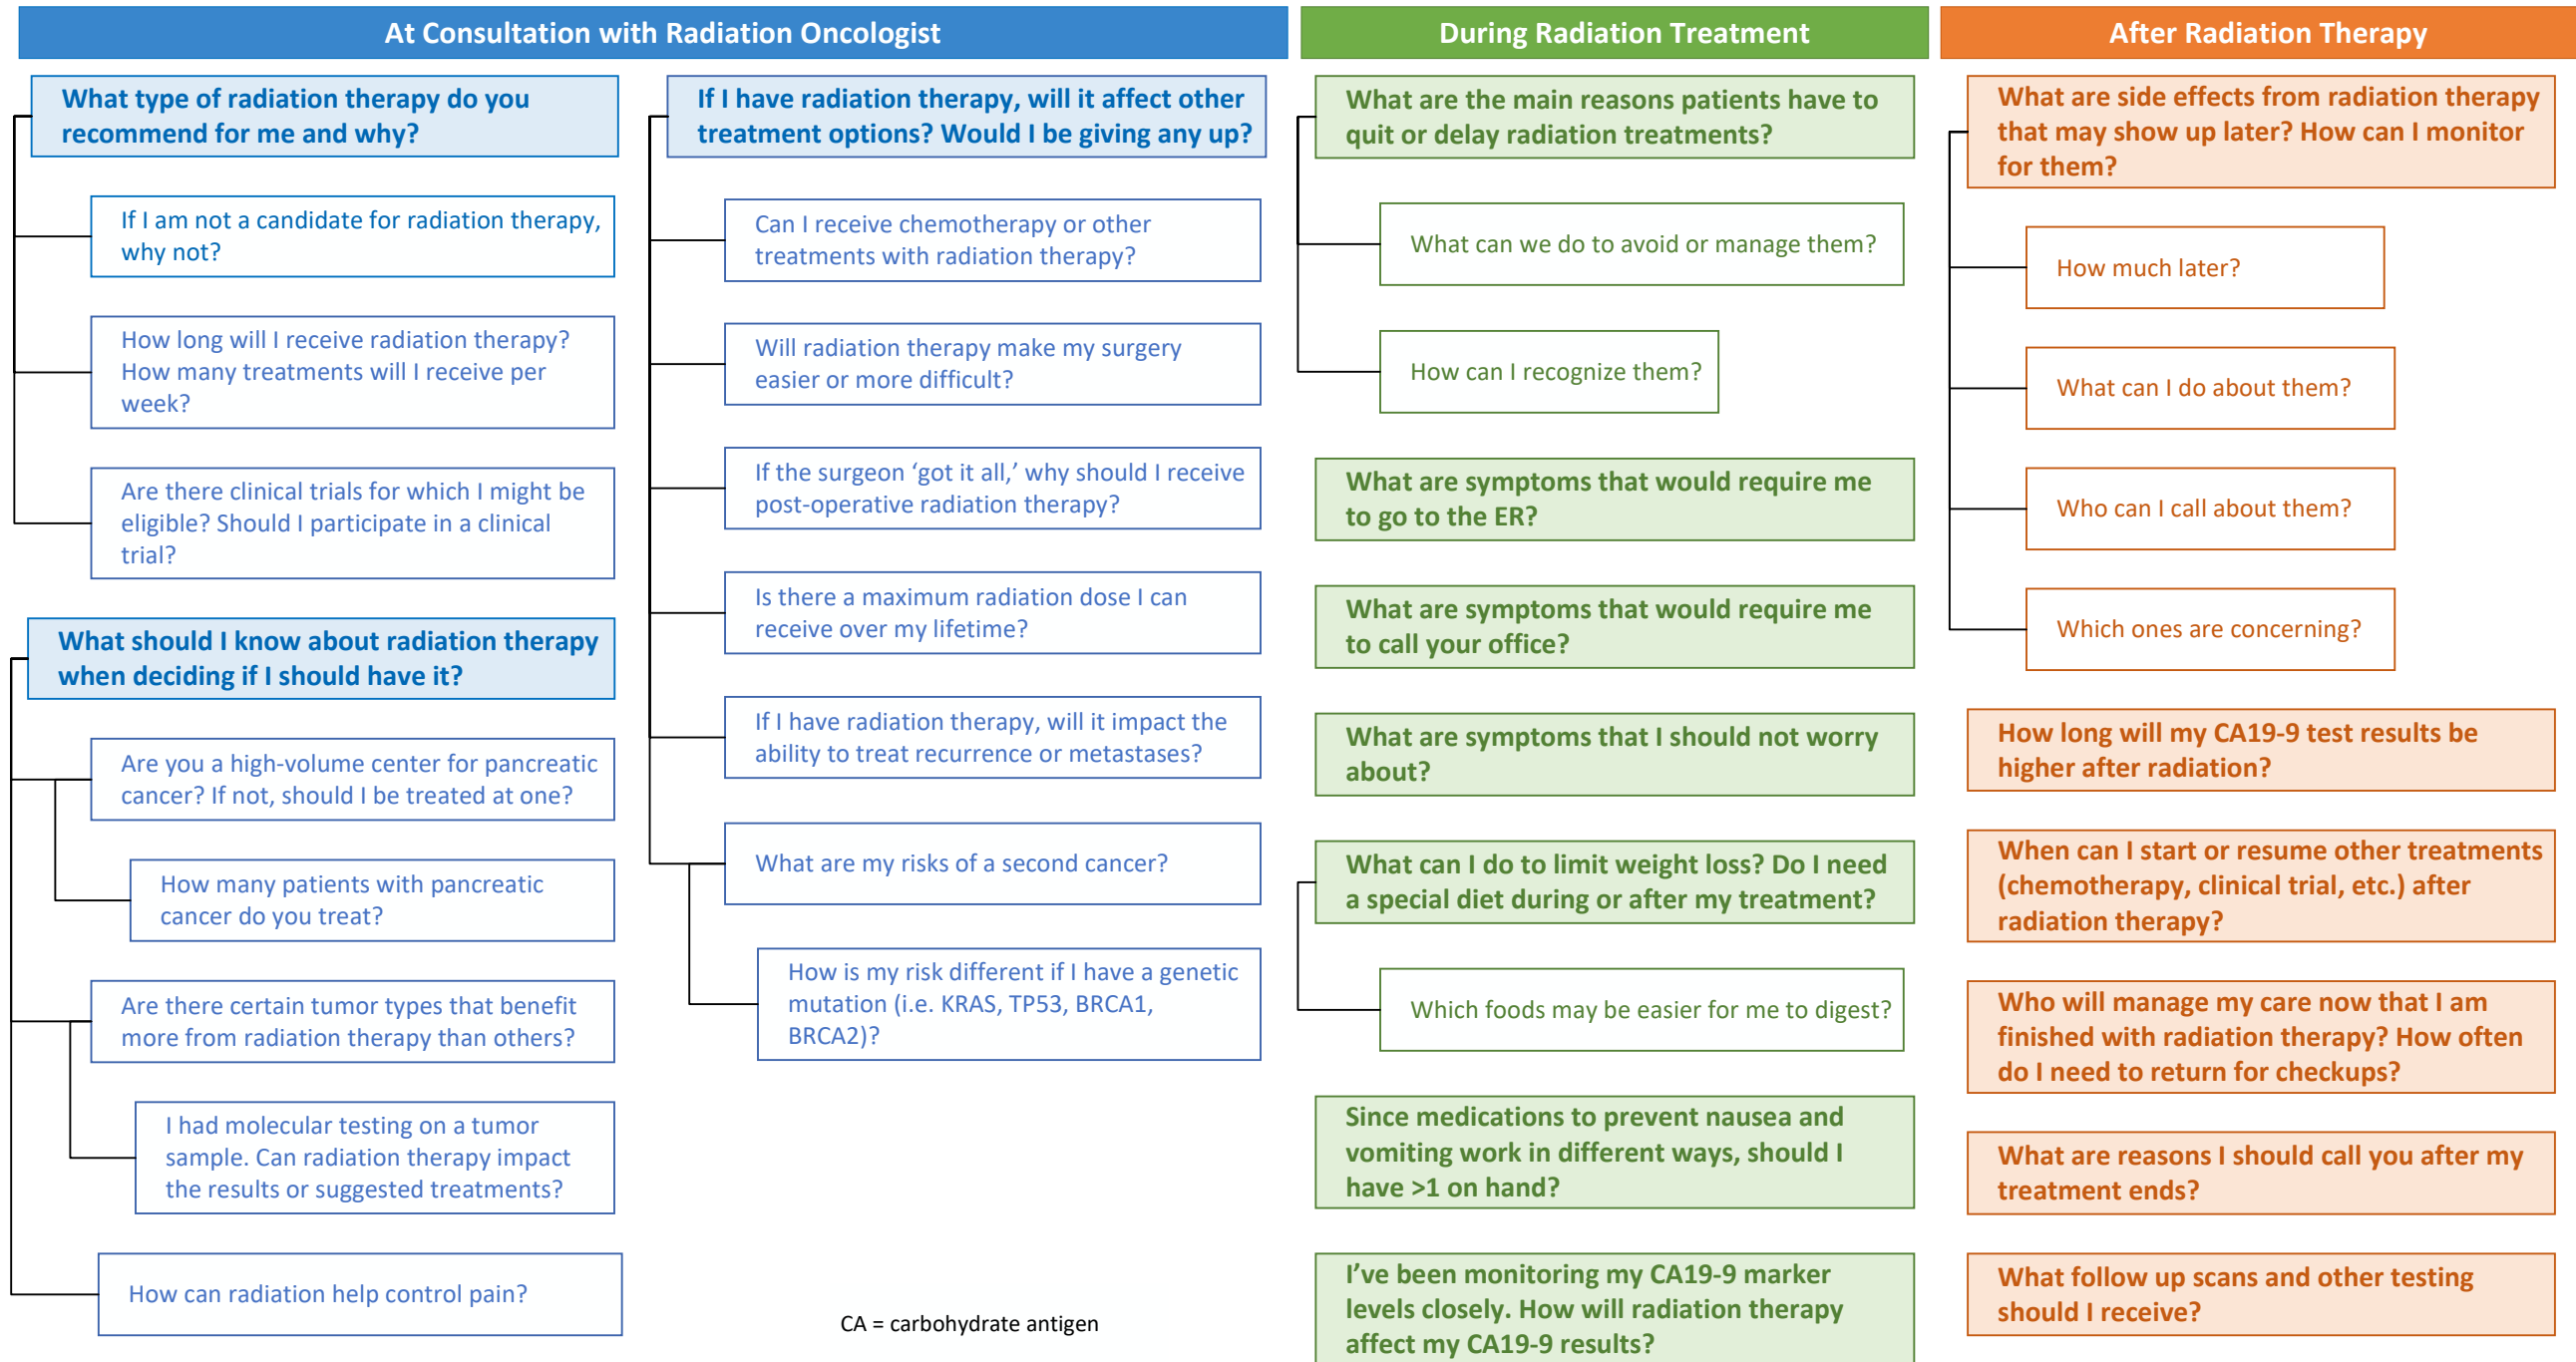 At Consultation with Radiation Oncologist
What type of radiation therapy do you
recommend for me and why?
If I am not a candidate for radiation therapy,
why not?
How long will I receive radiation therapy?
How many treatments will I receive per
week?
Are there clinical trials for which I might be
eligible? Should I participate in a clinical
trial?
What should I know about radiation therapy
when deciding if I should have it?
Are you a high-volume center for pancreatic
cancer? If not, should I be treated at one?
How many patients with pancreatic
cancer do you treat?
Are there certain tumor types that benefit
more from radiation therapy than others?
I had molecular testing on a tumor
sample. Can radiation therapy impact
the results or suggested treatments?
How can radiation help control pain?
If I have radiation therapy, will it affect other
treatment options? Would I be giving any up?
Can I receive chemotherapy or other
treatments with radiation therapy?
Will radiation therapy make my surgery
easier or more difficult?
If the surgeon ‘got it all,’ why should I receive
post-operative radiation therapy?
Is there a maximum radiation dose I can
receive over my lifetime?
If I have radiation therapy, will it impact the
ability to treat recurrence or metastases?
What are my risks of a second cancer?
How is my risk different if I have a genetic
mutation (i.e. KRAS, TP53, BRCA1,
BRCA2)?
CA = carbohydrate antigen
During Radiation Treatment
What are the main reasons patients have to
quit or delay radiation treatments?
What can we do to avoid or manage them?
How can I recognize them?
What are symptoms that would require me
to go to the ER?
What are symptoms that would require me
to call your office?
What are symptoms that I should not worry
about?
What can I do to limit weight loss? Do I need
a special diet during or after my treatment?
Which foods may be easier for me to digest?
Since medications to prevent nausea and
vomiting work in different ways, should I
have >1 on hand?
I’ve been monitoring my CA19-9 marker
levels closely. How will radiation therapy
affect my CA19-9 results?
After Radiation Therapy
What are side effects from radiation therapy
that may show up later? How can I monitor
for them?
How much later?
What can I do about them?
Who can I call about them?
Which ones are concerning?
How long will my CA19-9 test results be
higher after radiation?
When can I start or resume other treatments
(chemotherapy, clinical trial, etc.) after
radiation therapy?
Who will manage my care now that I am
finished with radiation therapy? How often
do I need to return for checkups?
What are reasons I should call you after my
treatment ends?
What follow up scans and other testing
should I receive?